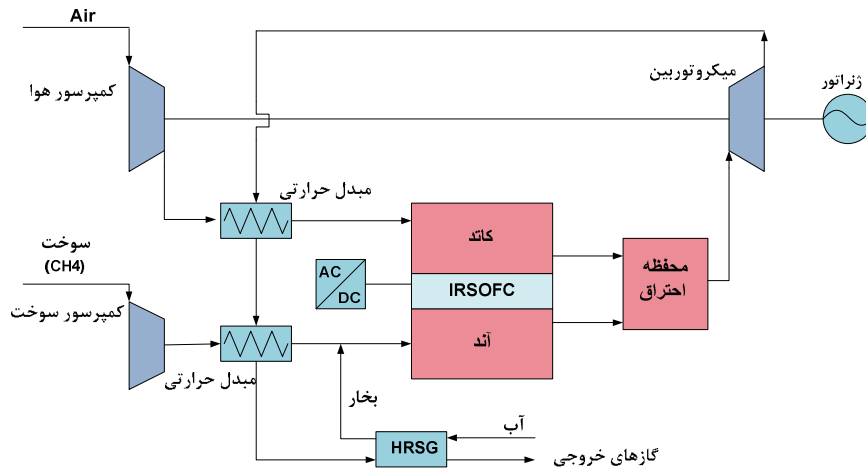 Air
کمپرسور هوا
میکروتوربین
ژنراتور
مبدل حرارتی
سوخت
(CH4)
کمپرسور سوخت
AC
DC
کاتد
IRSOFC
آند
محفظه
احتراق
مبدل حرارتی
بخار
HRSG
آب
گازهای خروجی